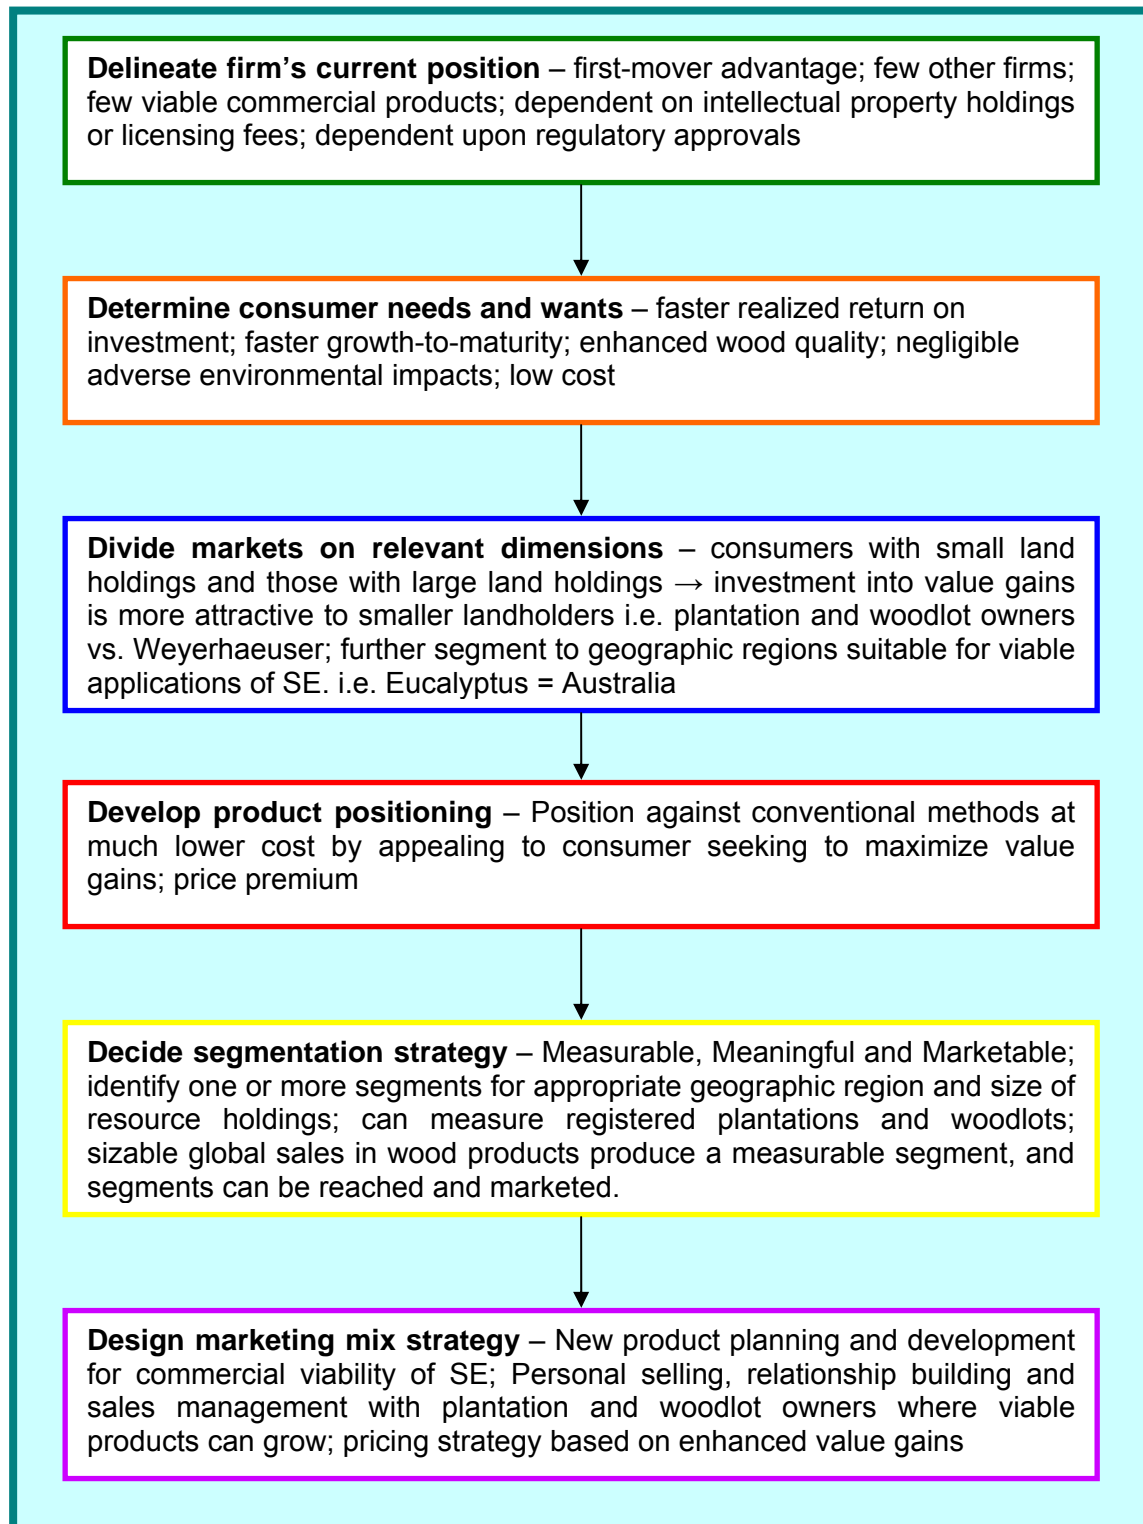 Delineate firm’s current position – first-mover advantage; few other firms;
few viable commercial products; dependent on intellectual property holdings
or licensing fees; dependent upon regulatory approvals
Determine consumer needs and wants – faster realized return on
investment; faster growth-to-maturity; enhanced wood quality; negligible
adverse environmental impacts; low cost
Divide markets on relevant dimensions – consumers with small land
holdings and those with large land holdings → investment into value gains
is more attractive to smaller landholders i.e. plantation and woodlot owners
vs. Weyerhaeuser; further segment to geographic regions suitable for viable
applications of SE. i.e. Eucalyptus = Australia
Develop product positioning – Position against conventional methods at
much lower cost by appealing to consumer seeking to maximize value
gains; price premium
Decide segmentation strategy – Measurable, Meaningful and Marketable;
identify one or more segments for appropriate geographic region and size of
resource holdings; can measure registered plantations and woodlots;
sizable global sales in wood products produce a measurable segment, and
segments can be reached and marketed.
Design marketing mix strategy – New product planning and development
for commercial viability of SE; Personal selling, relationship building and
sales management with plantation and woodlot owners where viable
products can grow; pricing strategy based on enhanced value gains